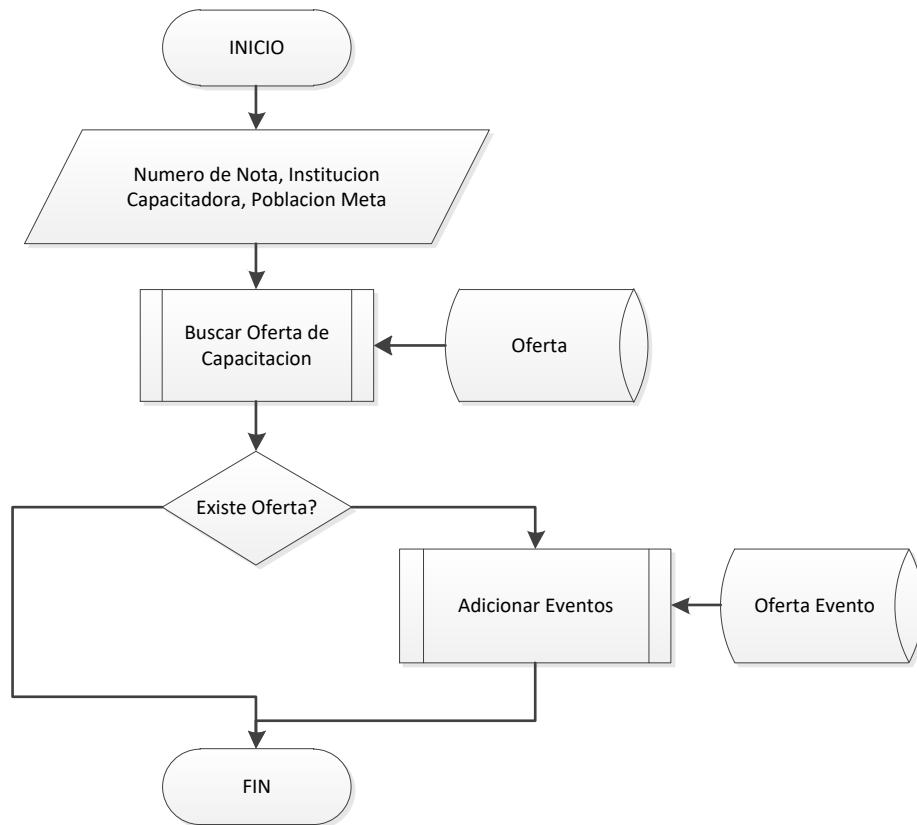 INICIO
Numero de Nota, Institucion
Capacitadora, Poblacion Meta
Buscar Oferta de
Capacitacion
Oferta
Existe Oferta?
Adicionar Eventos
Oferta Evento
FIN